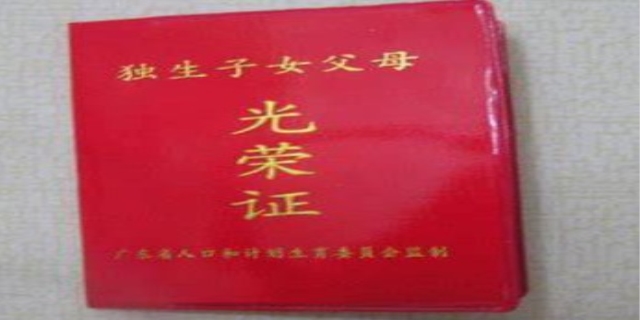 独生子女父母
光
荣
证
广东省人口和计划生育委员会监制